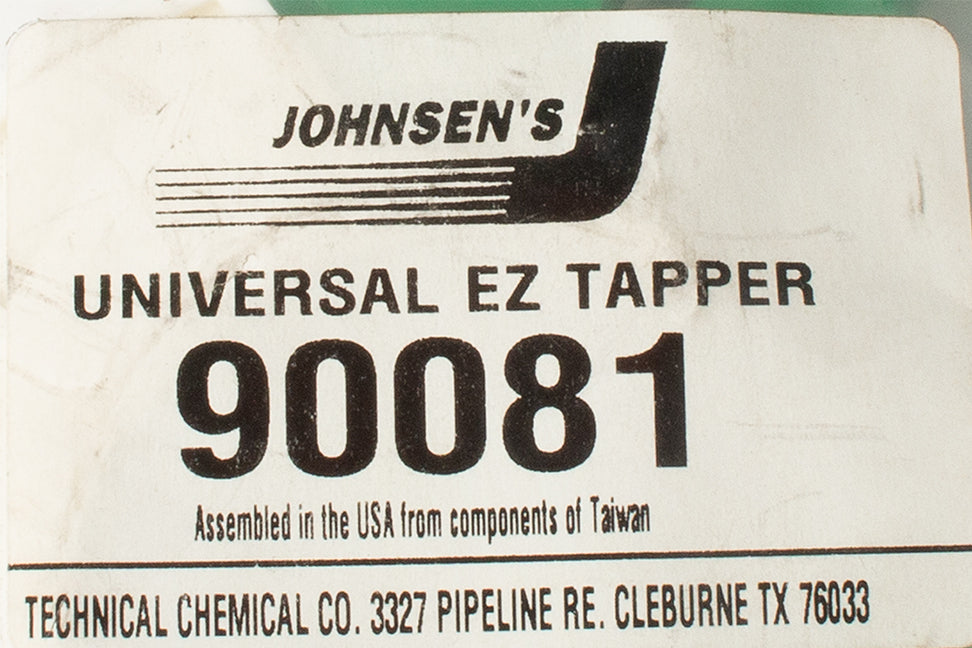 JOHNSEN'S
UNIVERSAL EZ TAPPER
90081
Assembled in the USA from components of Taiwan
TECHNICAL CHEMICAL CO. 3327 PIPELINE RE. CLEBURNE TX 76033